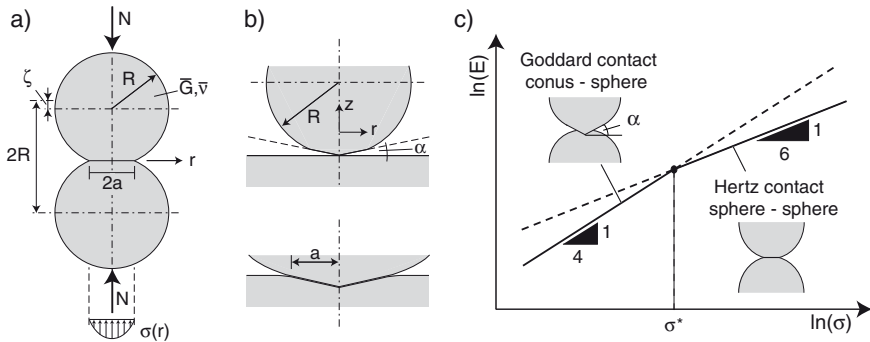 a)
N
R
G̅,ν̅
ζ
2R
r
2a
N
σ(r)
b)
R
z
r
α
a
c)
ln(E)
Goddard contact
conus - sphere
α
1
6
Hertz contact
sphere - sphere
1
4
σ*
ln(σ)